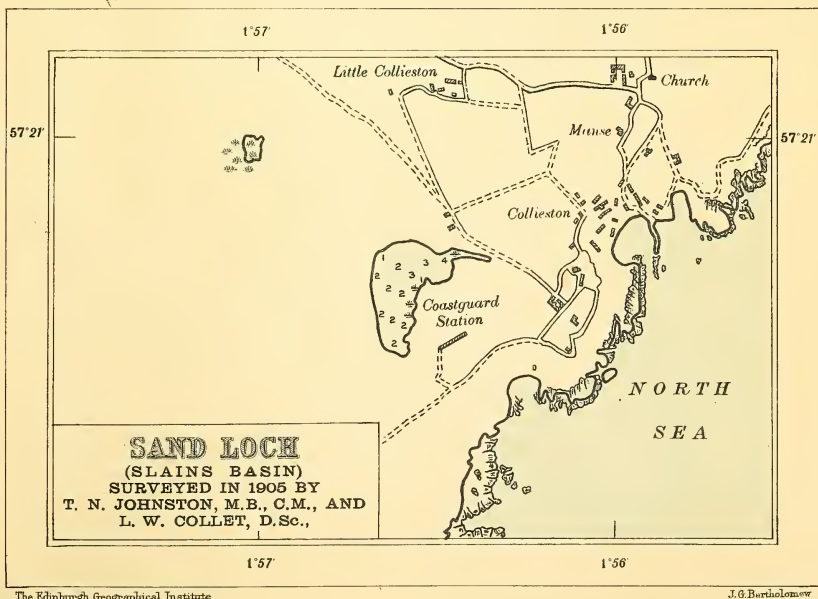 1°57′ 1°56′
Little Collieston
Church
57°21′ 57°21′
Manse
Collieston
1 2 3 4
2 3 1
2 2
2 2 2
2
Coastguard
Station
NORTH
SEA
SAND LOCH
(SLAINS BASIN)
SURVEYED IN 1905 BY
T. N. JOHNSTON, M.B., C.M., AND
L. W. COLLET, D.Sc.,
1°57′ 1°56′
The Edinburgh Geographical Institute J.G.Bartholomew